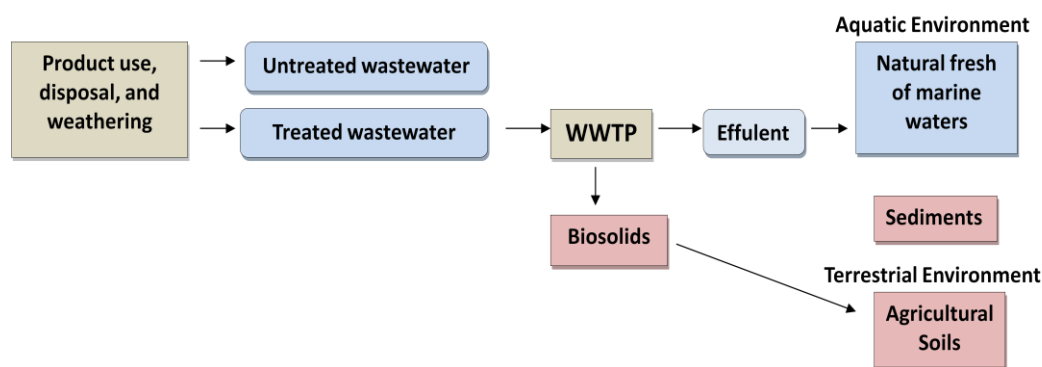 Product use,
disposal, and
weathering
Untreated wastewater
Treated wastewater
WWTP
Effulent
Aquatic Environment
Natural fresh
of marine
waters
Biosolids
Sediments
Terrestrial Environment
Agricultural
Soils